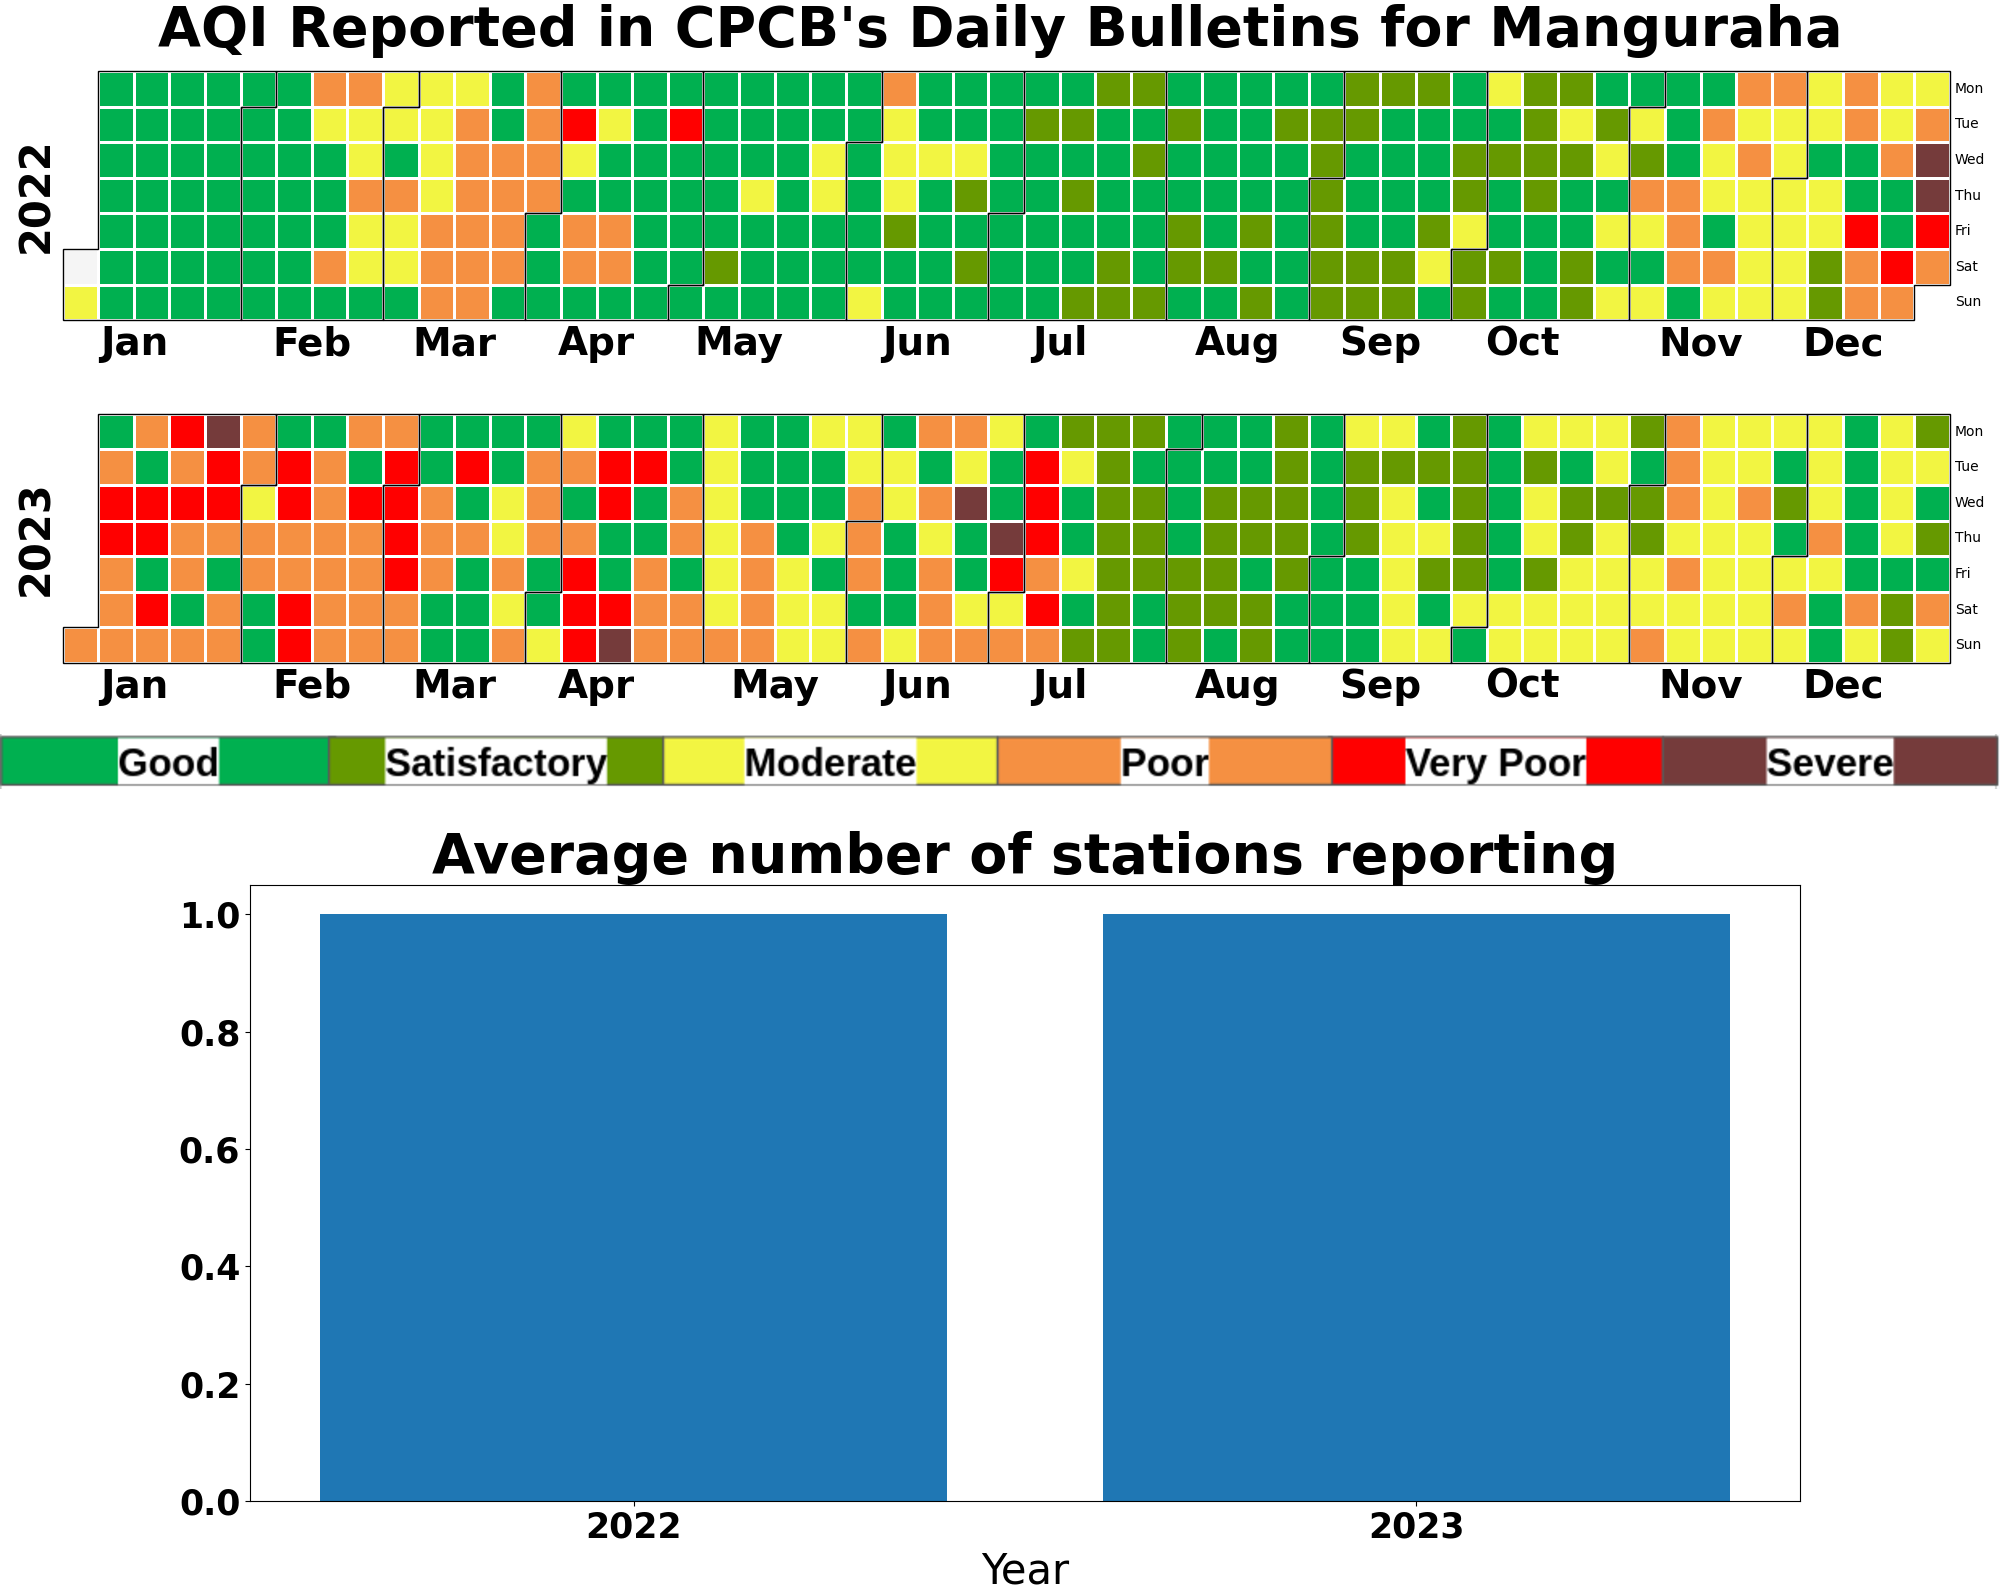 AQI Reported in CPCB's Daily Bulletins for Manguraha
2022
Mon
Tue
Wed
Thu
Fri
Sat
Sun
Jan Feb Mar Apr May Jun Jul Aug Sep Oct Nov Dec
2023
Mon
Tue
Wed
Thu
Fri
Sat
Sun
Jan Feb Mar Apr May Jun Jul Aug Sep Oct Nov Dec
Good Satisfactory Moderate Poor Very Poor Severe
Average number of stations reporting
1.0
0.8
0.6
0.4
0.2
0.0
2022 2023
Year